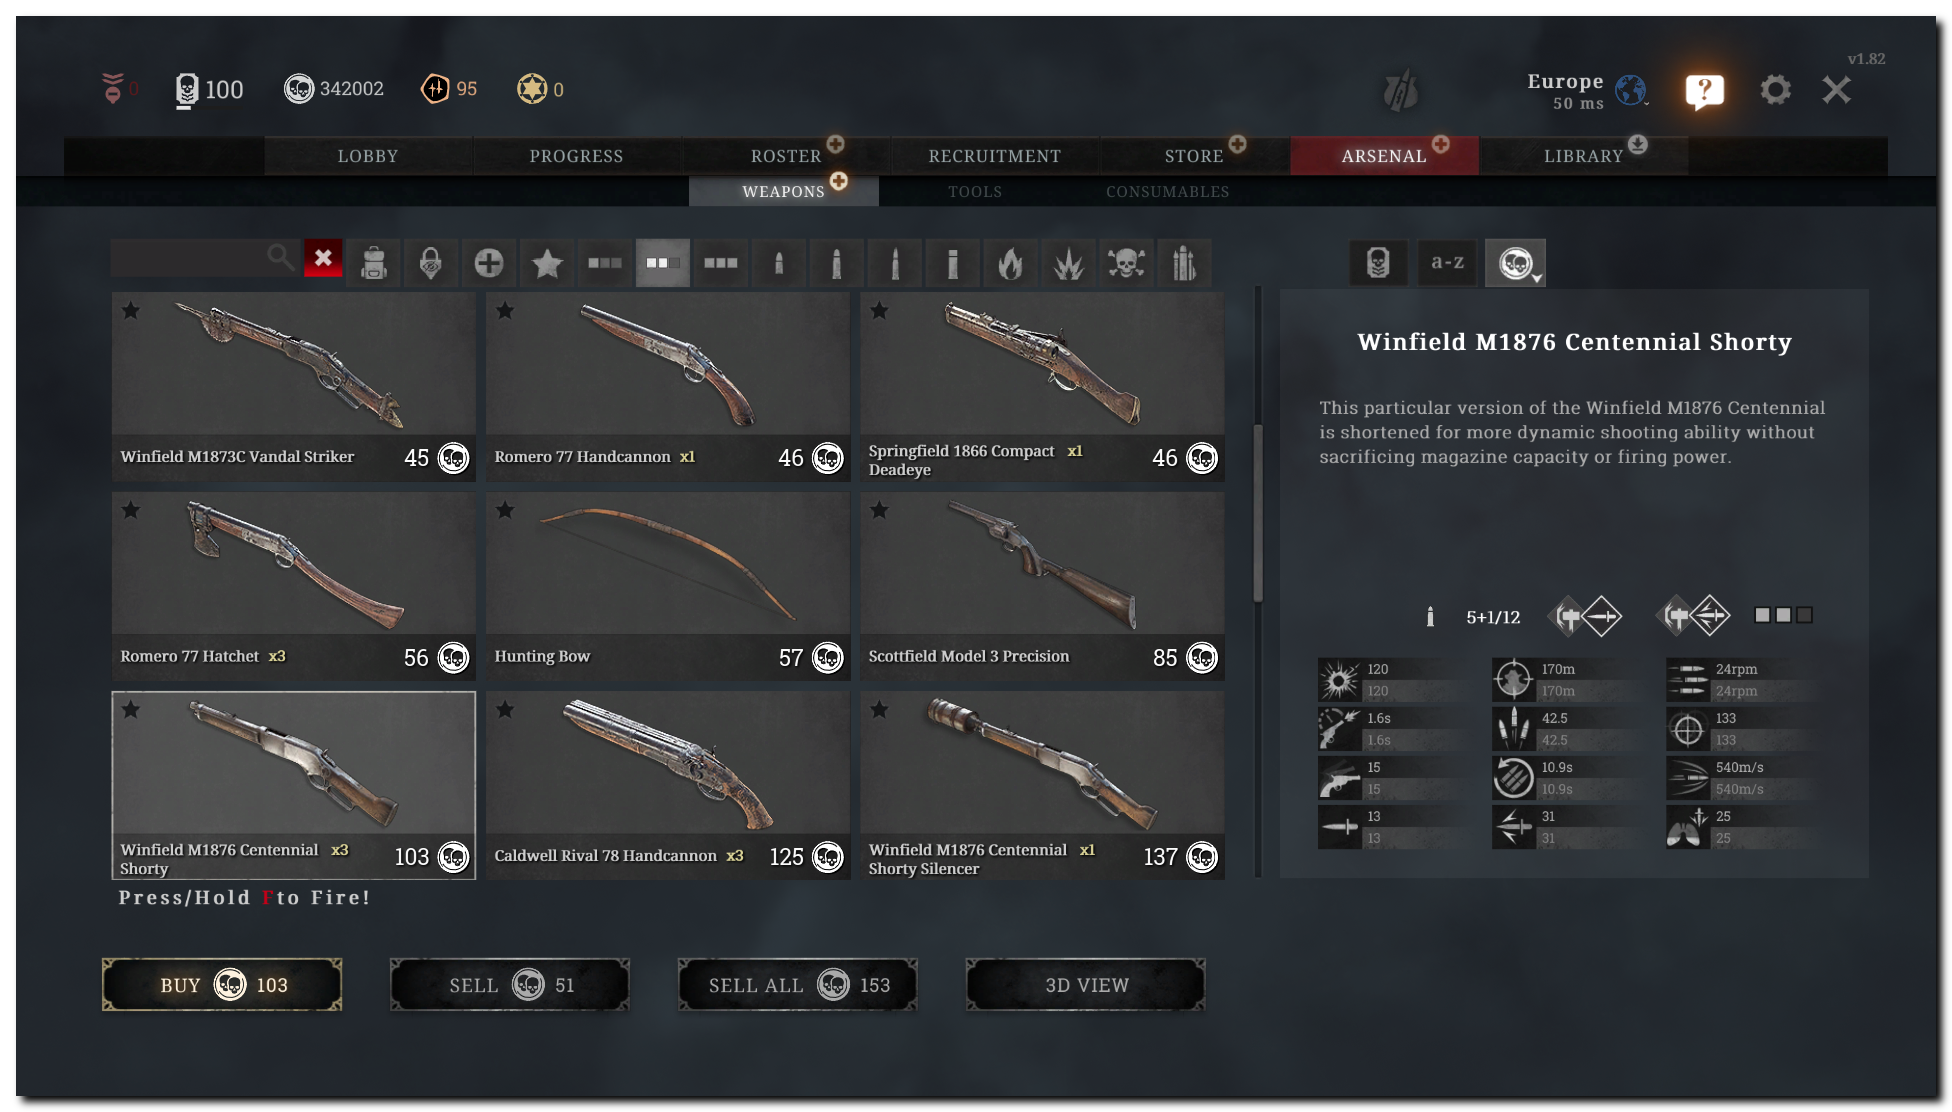 v1.82
0
100
342002
95
0
Europe
50 ms
?
LOBBY
PROGRESS
ROSTER
RECRUITMENT
STORE
ARSENAL
LIBRARY
WEAPONS
TOOLS
CONSUMABLES
a-z
Winfield M1873C Vandal Striker
45
Romero 77 Handcannon x1
46
Springfield 1866 Compact x1
Deadeye
46
Romero 77 Hatchet x3
56
Hunting Bow
57
Scottfield Model 3 Precision
85
Winfield M1876 Centennial x3
Shorty
103
Caldwell Rival 78 Handcannon x3
125
Winfield M1876 Centennial x1
Shorty Silencer
137
Press/Hold F to Fire!
BUY 103
SELL 51
SELL ALL 153
3D VIEW
Winfield M1876 Centennial Shorty
This particular version of the Winfield M1876 Centennial
is shortened for more dynamic shooting ability without
sacrificing magazine capacity or firing power.
5+1/12
120
120
170m
170m
24rpm
24rpm
1.6s
1.6s
42.5
42.5
133
133
15
15
10.9s
10.9s
540m/s
540m/s
13
13
31
31
25
25